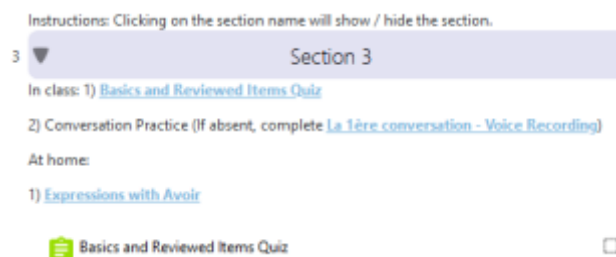 Instructions: Clicking on the section name will show / hide the section.
3 Section 3
In class: 1) Basics and Reviewed Items Quiz
2) Conversation Practice (If absent, complete La 1ère conversation - Voice Recording)
At home:
1) Expressions with Avoir
Basics and Reviewed Items Quiz